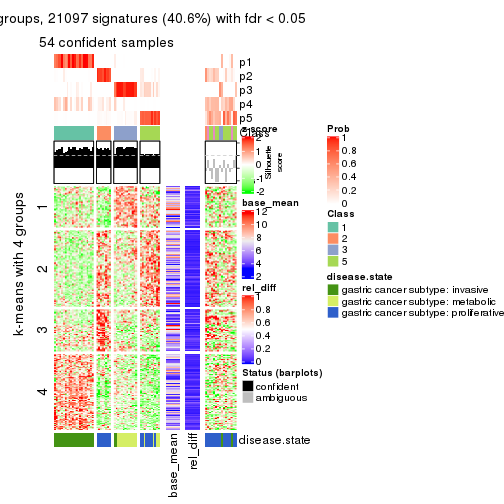 groups, 21097 signatures (40.6%) with fdr < 0.05
54 confident samples
p1
p2
p3
p4
p5
Class
z-score
2
1
-1
-2
Silhouette
score
Prob
1
0.8
0.6
0.4
0.2
0
base_mean
12
10
8
6
4
2
Class
1
2
3
5
disease.state
gastric cancer subtype: invasive
gastric cancer subtype: metabolic
gastric cancer subtype: proliferative
rel_diff
1
0.8
0.6
0.4
0.2
0
Status (barplots)
confident
ambiguous
k-means with 4 groups
1
2
3
4
disease.state
base_mean
rel_diff